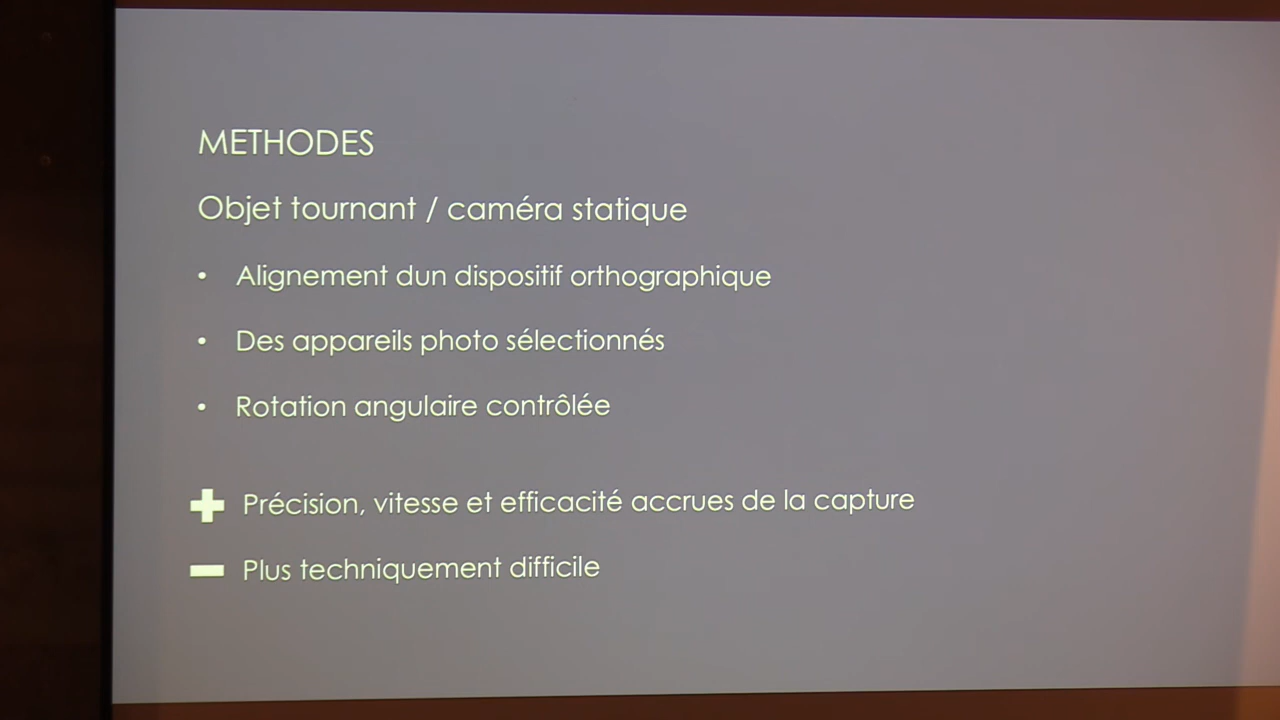 METHODES
Objet tournant / caméra statique
• Alignement dun dispositif orthographique
• Des appareils photo sélectionnés
• Rotation angulaire contrôlée
+ Précision, vitesse et efficacité accrues de la capture
- Plus techniquement difficile